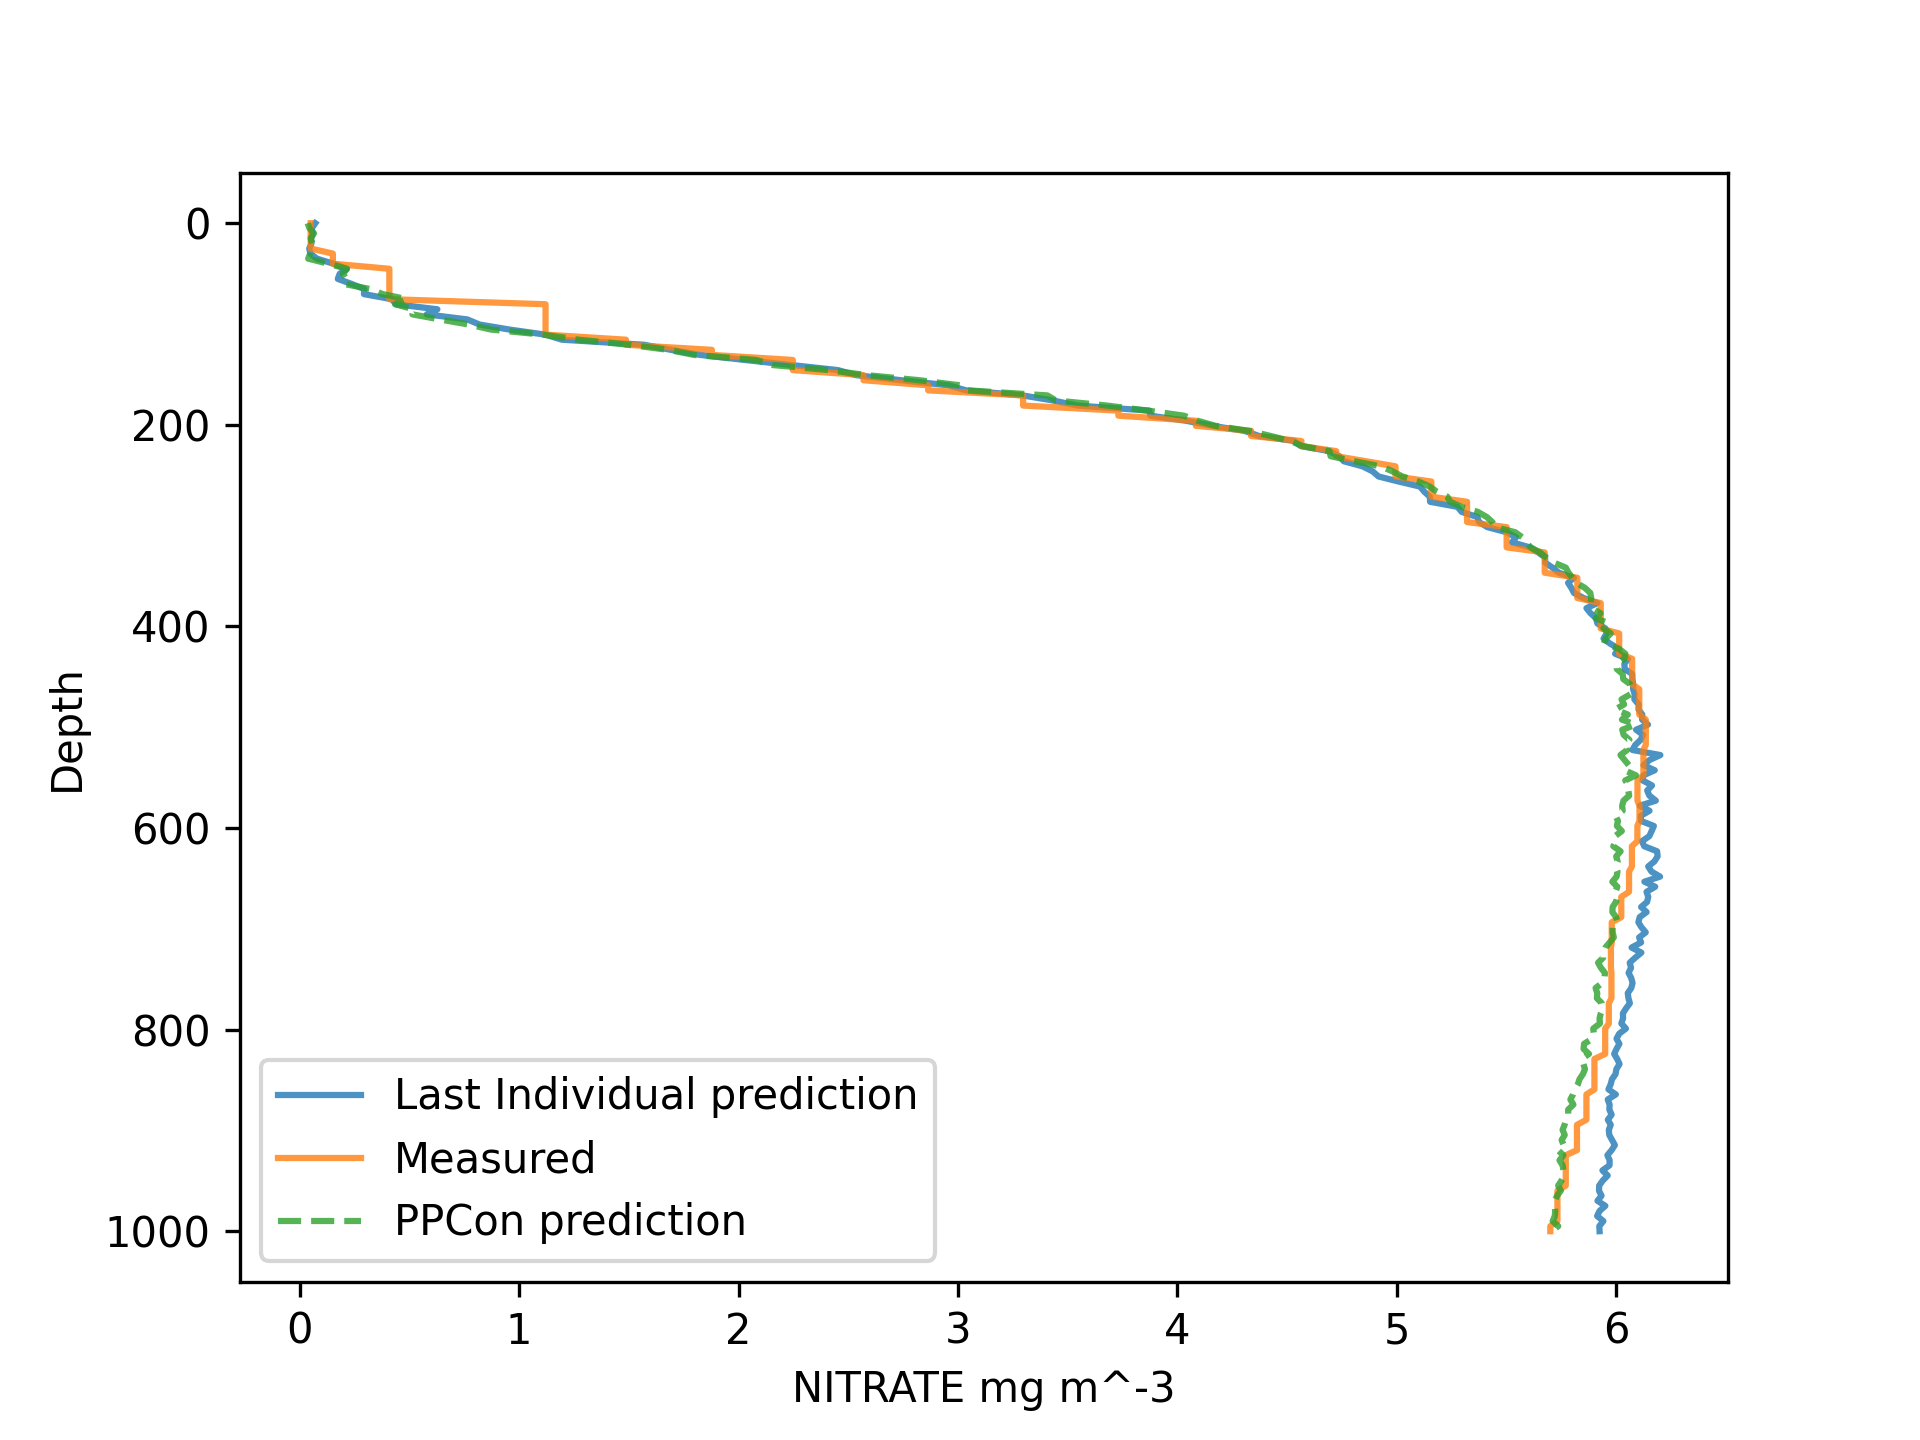 0
200
400
600
800
1000
Depth
Last Individual prediction
Measured
PPCon prediction
0 1 2 3 4 5 6
NITRATE mg m^-3